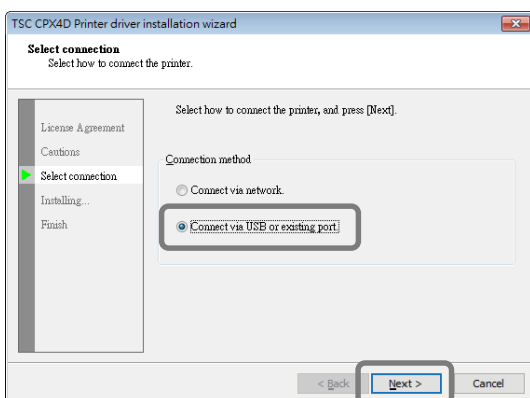 TSC CPX4D Printer driver installation wizard
Select connection
Select how to connect the printer.
License Agreement
Cautions
Select connection
Installing...
Finish
Select how to connect the printer, and press [Next].
Connection method
Connect via network.
Connect via USB or existing port.
< Back
Next >
Cancel